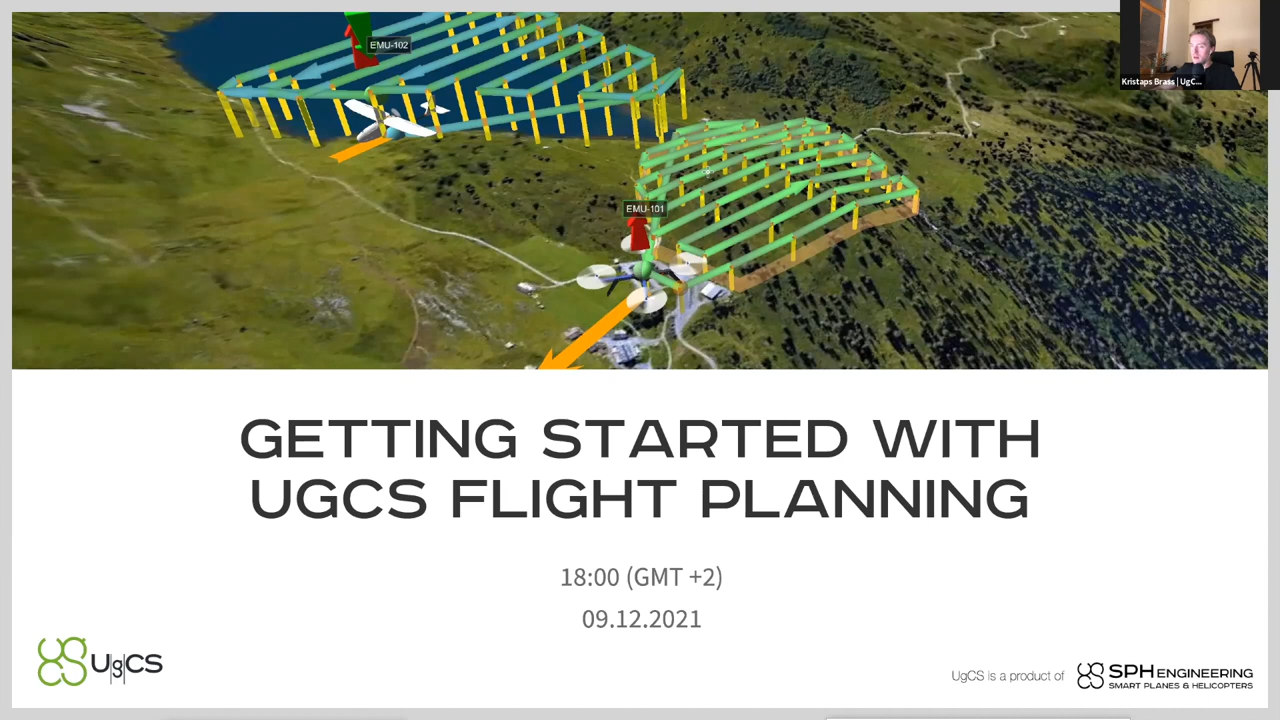 EMU-102
Kristaps Brass | UgC...
EMU-101
GETTING STARTED WITH
UGCS FLIGHT PLANNING
18:00 (GMT +2)
09.12.2021
UgCS
UgCS is a product of
SPH ENGINEERING
SMART PLANES & HELICOPTERS